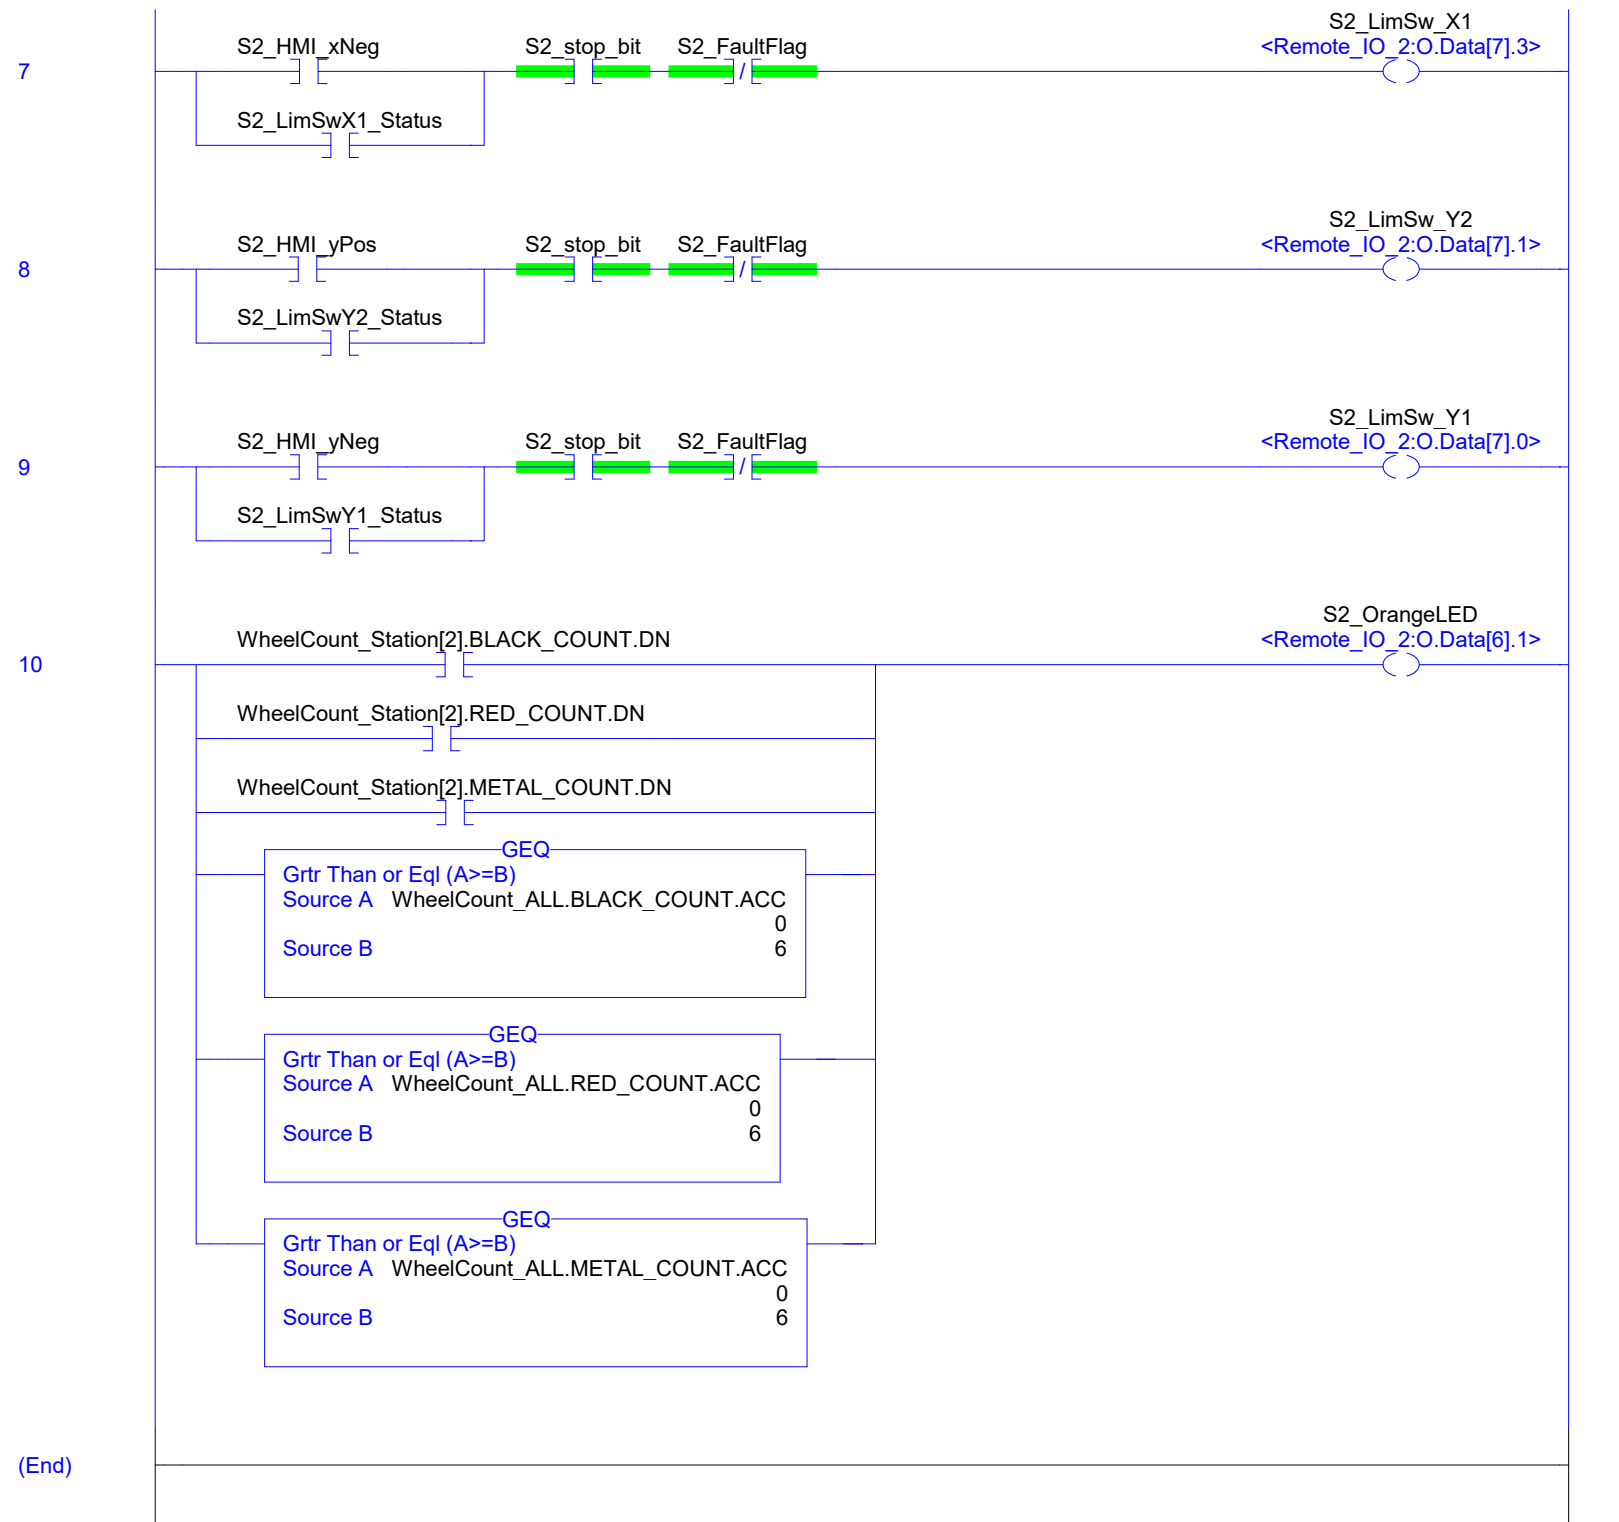 S2_LimSw_X1
S2_HMI_xNeg S2_stop_bit S2_FaultFlag <Remote_IO_2:O.Data[7].3>
7
/
S2_LimSwX1_Status
S2_LimSw_Y2
S2_HMI_yPos S2_stop_bit S2_FaultFlag <Remote_IO_2:O.Data[7].1>
8
/
S2_LimSwY2_Status
S2_LimSw_Y1
S2_HMI_yNeg S2_stop_bit S2_FaultFlag <Remote_IO_2:O.Data[7].0>
9
/
S2_LimSwY1_Status
S2_OrangeLED
WheelCount_Station[2].BLACK_COUNT.DN <Remote_IO_2:O.Data[6].1>
10
WheelCount_Station[2].RED_COUNT.DN
WheelCount_Station[2].METAL_COUNT.DN
GEQ
Grtr Than or Eql (A>=B)
Source A WheelCount_ALL.BLACK_COUNT.ACC
0
Source B 6
GEQ
Grtr Than or Eql (A>=B)
Source A WheelCount_ALL.RED_COUNT.ACC
0
Source B 6
GEQ
Grtr Than or Eql (A>=B)
Source A WheelCount_ALL.METAL_COUNT.ACC
0
Source B 6
(End)